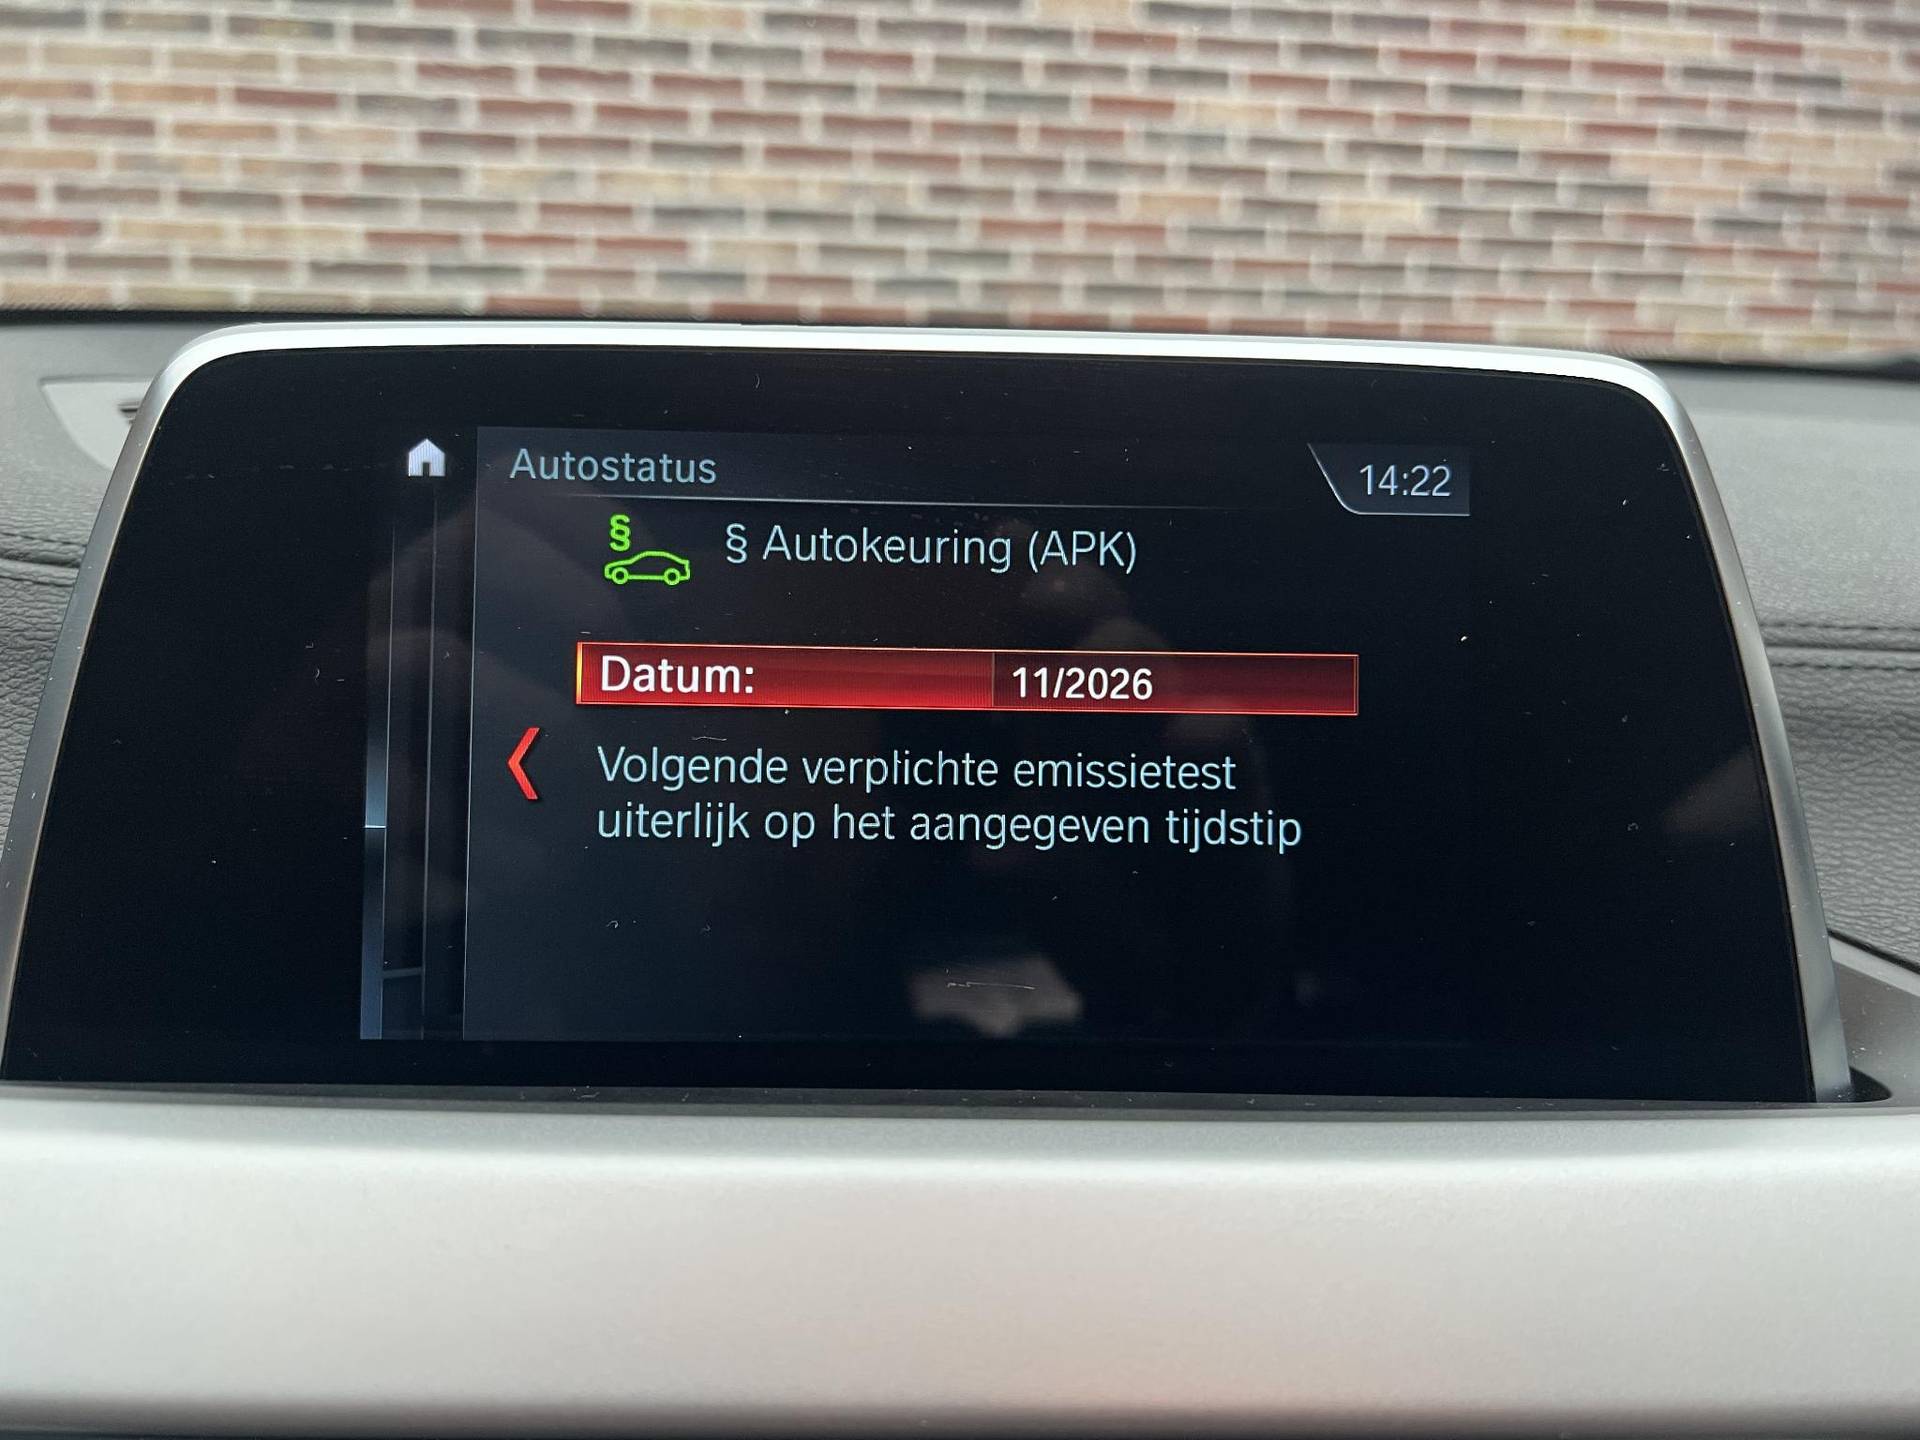 Autostatus
14:22
§
§ Autokeuring (APK)
Datum: 11/2026
Volgende verplichte emissietest
uiterlijk op het aangegeven tijdstip